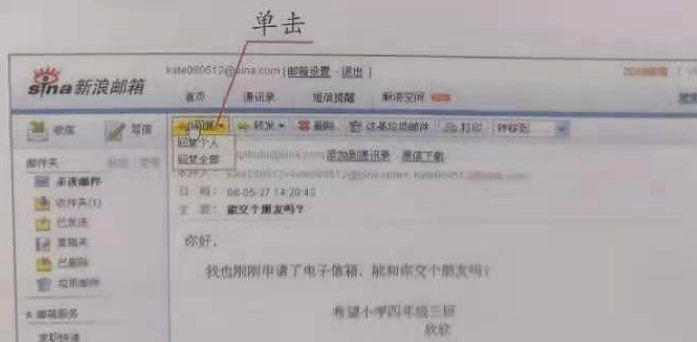 单击
sina新浪邮箱
kate080512@sina.com [邮箱设置 - 退出]
首页 通讯录 短信提醒 新浪空间
收信 写信
回复 转发 删除 这是垃圾邮件 打印 转移到
回复个人
回复全部
添加到通讯录 原信下载
邮件夹
未读邮件
收件夹(1)
已发送
草稿夹
已删除
垃圾邮件
日 期: 08-05-27 14:20:43
主 题: 能交个朋友吗?
你好,
我也刚刚申请了电子信箱,能和你交个朋友吗?
希望小学四年级三班
欣欣
邮箱服务
求职快递